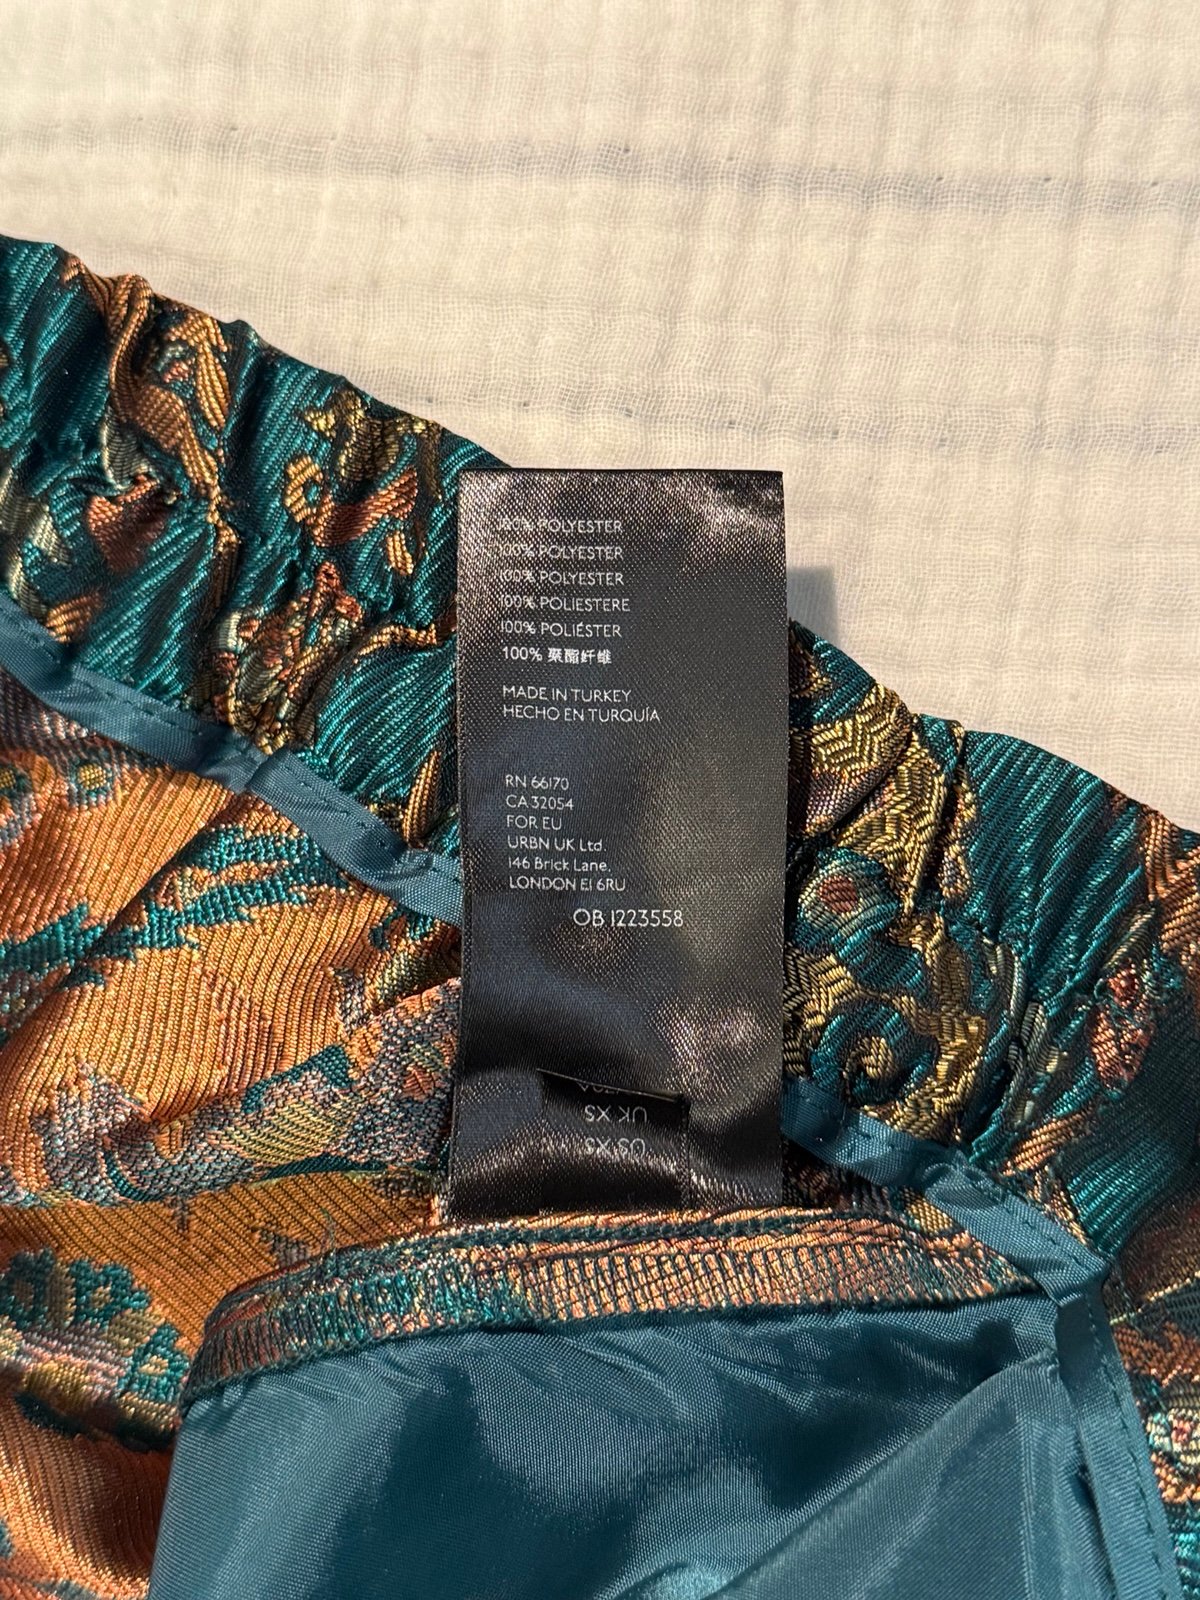 100% POLYESTER
100% POLYESTER
100% POLYESTER
100% POLIESTERE
100% POLIÉSTER
100% 聚酯纤维
MADE IN TURKEY
HECHO EN TURQUÍA
RN 66170
CA 32054
FOR EU
URBN UK Ltd.
146 Brick Lane,
LONDON E1 6RU
OB 1223558
UK XS
US XS